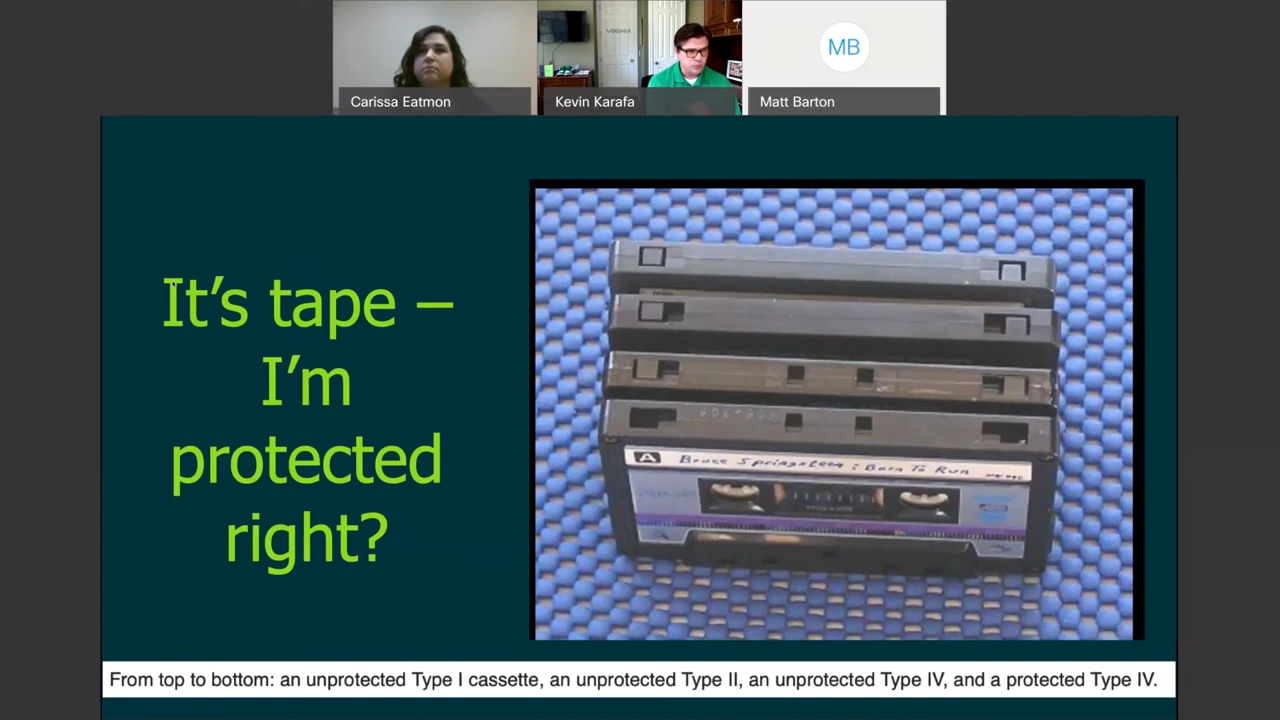 VEEAM
MB
Carissa Eatmon
Kevin Karafa
Matt Barton
It's tape –
I'm
protected
right?
A
Bruce Springsteen : Born To Run
From top to bottom: an unprotected Type I cassette, an unprotected Type II, an unprotected Type IV, and a protected Type IV.